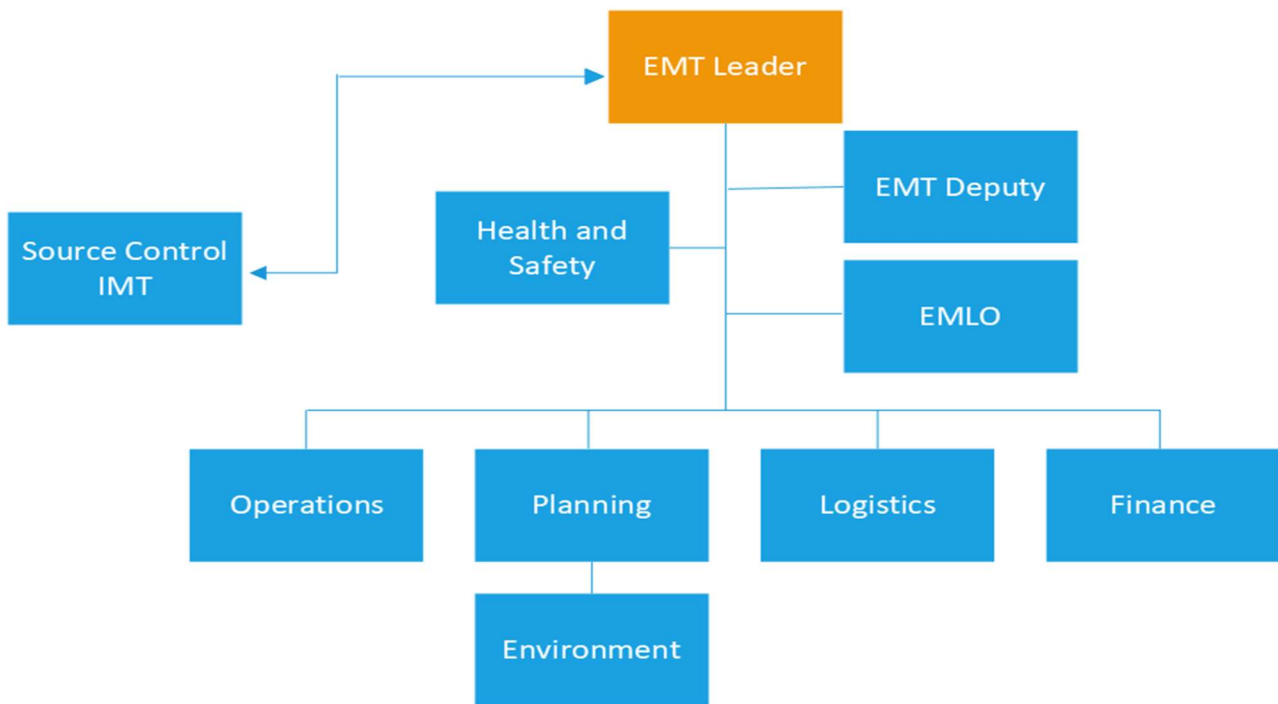 EMT Leader
EMT Deputy
Health and
Safety
Source Control
IMT
EMLO
Operations
Planning
Logistics
Finance
Environment